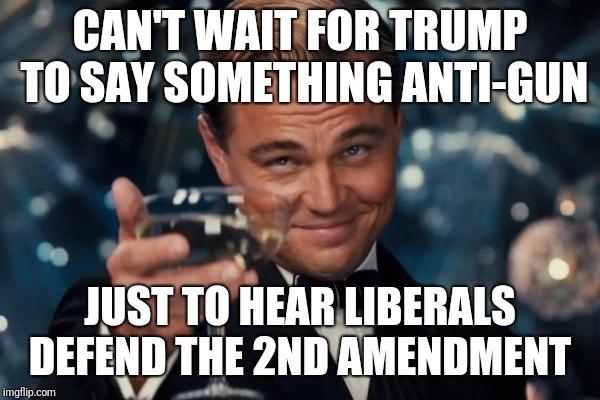 CAN'T WAIT FOR TRUMP
TO SAY SOMETHING ANTI-GUN
JUST TO HEAR LIBERALS
DEFEND THE 2ND AMENDMENT
imgflip.com